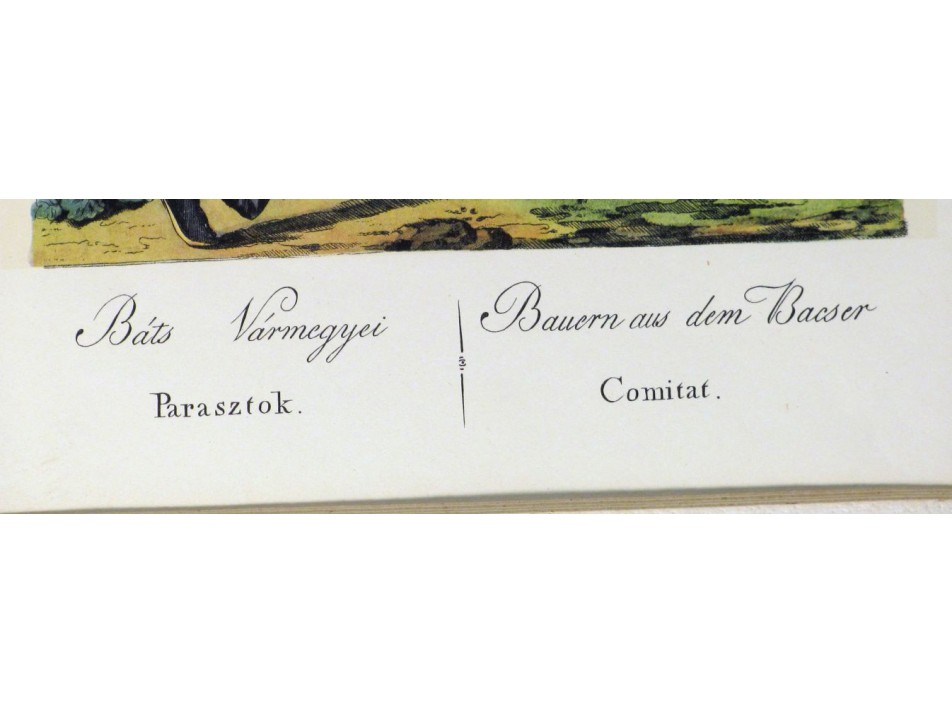 Báts Vármegyei
Parasztok.
Bauern aus dem Bacser
Comitat.